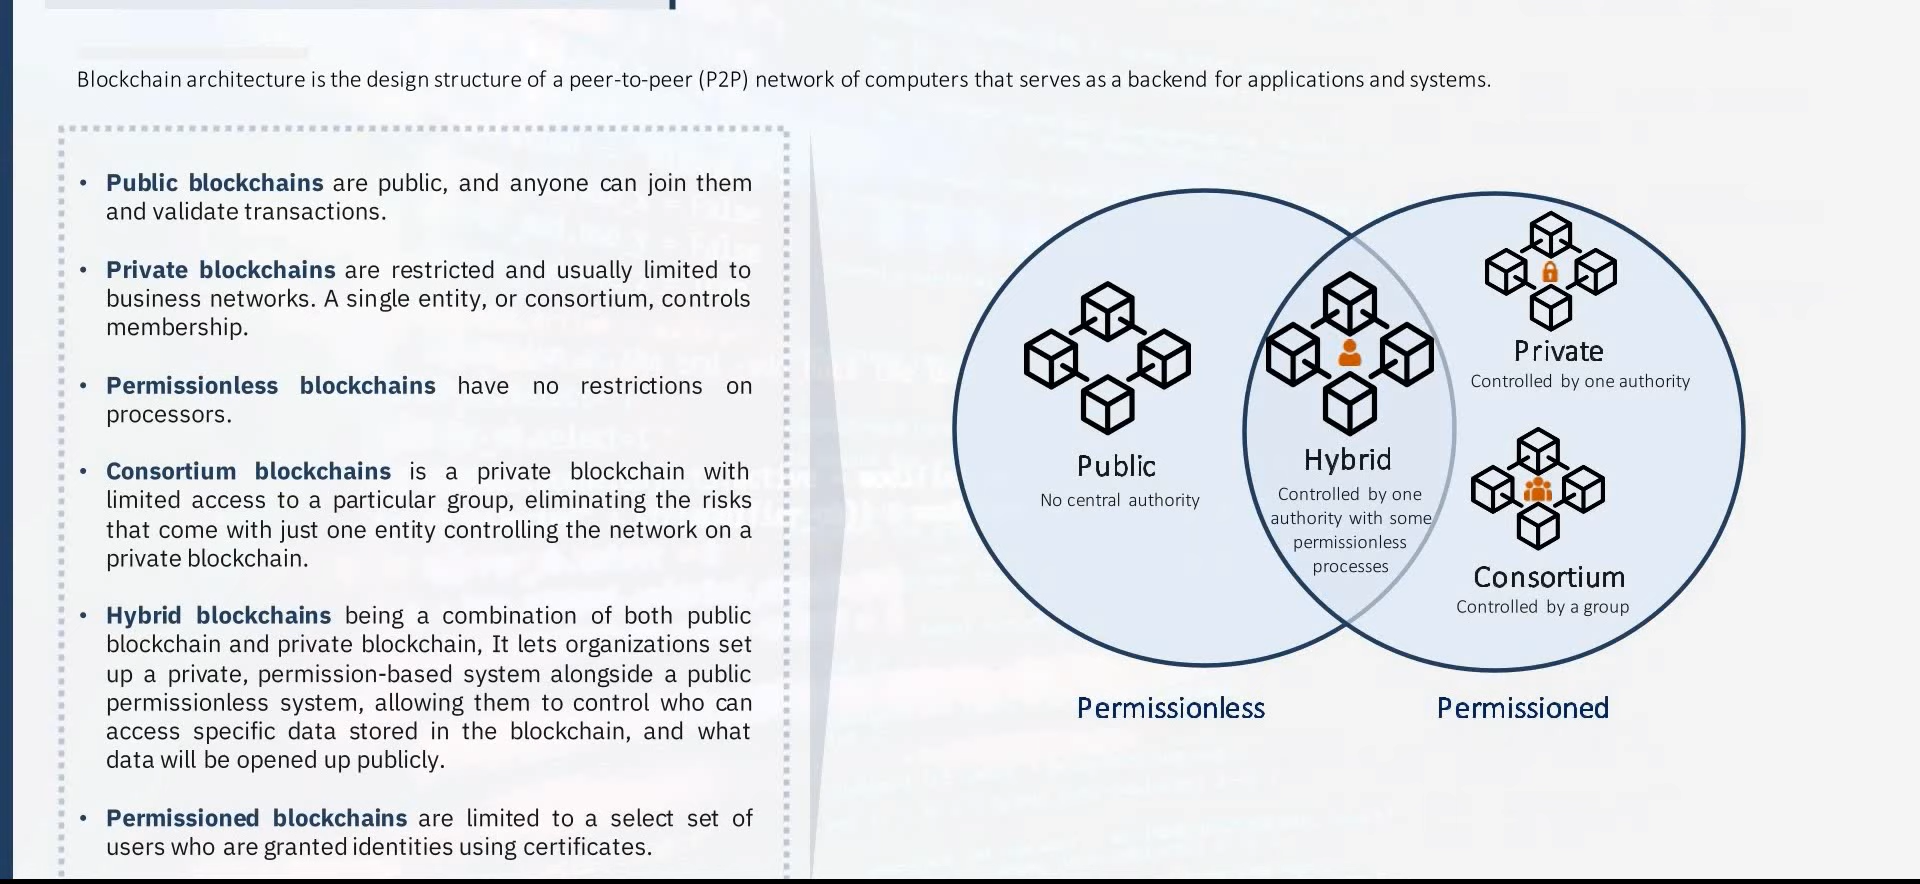 Blockchain architecture is the design structure of a peer-to-peer (P2P) network of computers that serves as a backend for applications and systems.
• Public blockchains are public, and anyone can join them
and validate transactions.
• Private blockchains are restricted and usually limited to
business networks. A single entity, or consortium, controls
membership.
• Permissionless blockchains have no restrictions on
processors.
• Consortium blockchains is a private blockchain with
limited access to a particular group, eliminating the risks
that come with just one entity controlling the network on a
private blockchain.
• Hybrid blockchains being a combination of both public
blockchain and private blockchain, It lets organizations set
up a private, permission-based system alongside a public
permissionless system, allowing them to control who can
access specific data stored in the blockchain, and what
data will be opened up publicly.
• Permissioned blockchains are limited to a select set of
users who are granted identities using certificates.
Public
No central authority
Hybrid
Controlled by one
authority with some
permissionless
processes
Private
Controlled by one authority
Consortium
Controlled by a group
Permissionless
Permissioned